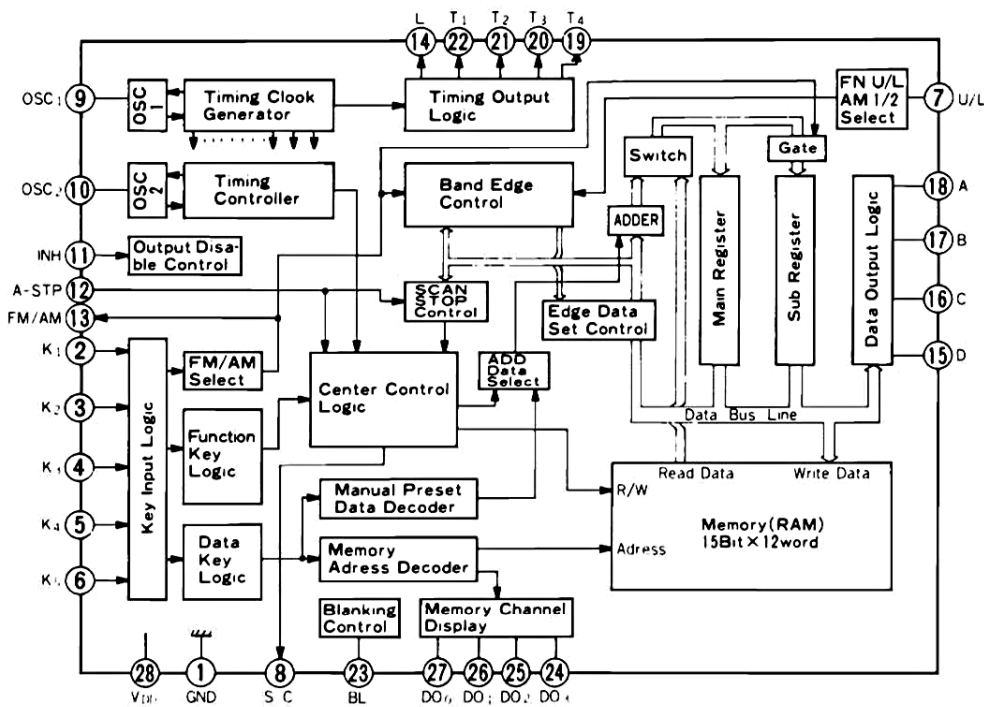 L T1 T2 T3 T4
14 22 21 20 19
OSC1 9
OSC 1
Timing Clook
Generator
Timing Output
Logic
FN U/L
AM 1/2
Select
7 U/L
OSC2 10
OSC 2
Timing
Controller
Band Edge
Control
Switch
Gate
ADDER
Main Register
Sub Register
Data Output Logic
18 A
17 B
16 C
15 D
INH 11
Output Disa-
ble Control
A-STP 12
FM/AM 13
SCAN
STOP
Control
Edge Data
Set Control
K1 2
K2 3
K3 4
K4 5
6
Key Input Logic
FM/AM
Select
Center Control
Logic
ADD
Data
Select
Function
Key
Logic
Data Bus Line
Read Data Write Data
R/W
Memory(RAM)
15Bit×12word
Adress
Manual Preset
Data Decoder
Data
Key
Logic
Memory
Adress Decoder
Blanking
Control
Memory Channel
Display
28 1 8 23 27 26 25 24
VDD GND SC BL DO0 DO1 DO2 DO3